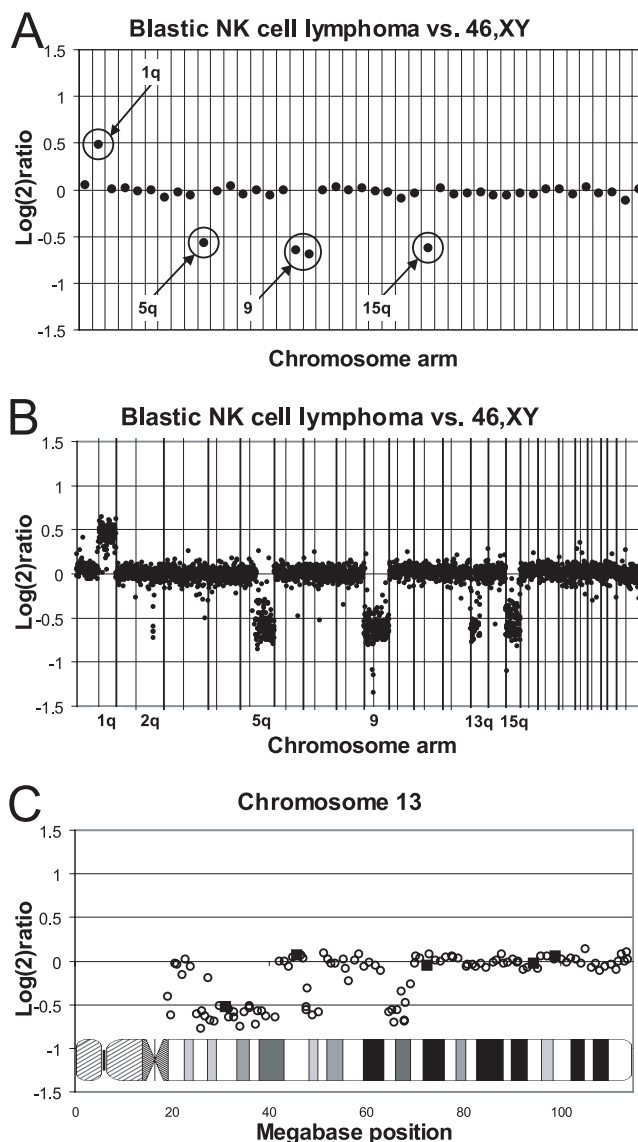 A
Blastic NK cell lymphoma vs. 46,XY
1.5
1
0.5
0
-0.5
-1
-1.5
Log(2)ratio
1q
5q
9
15q
Chromosome arm
B
Blastic NK cell lymphoma vs. 46,XY
1.5
1
0.5
0
-0.5
-1
-1.5
Log(2)ratio
1q 2q 5q 9 13q 15q
Chromosome arm
C
Chromosome 13
1.5
1
0.5
0
-0.5
-1
-1.5
Log(2)ratio
0 20 40 60 80 100
Megabase position